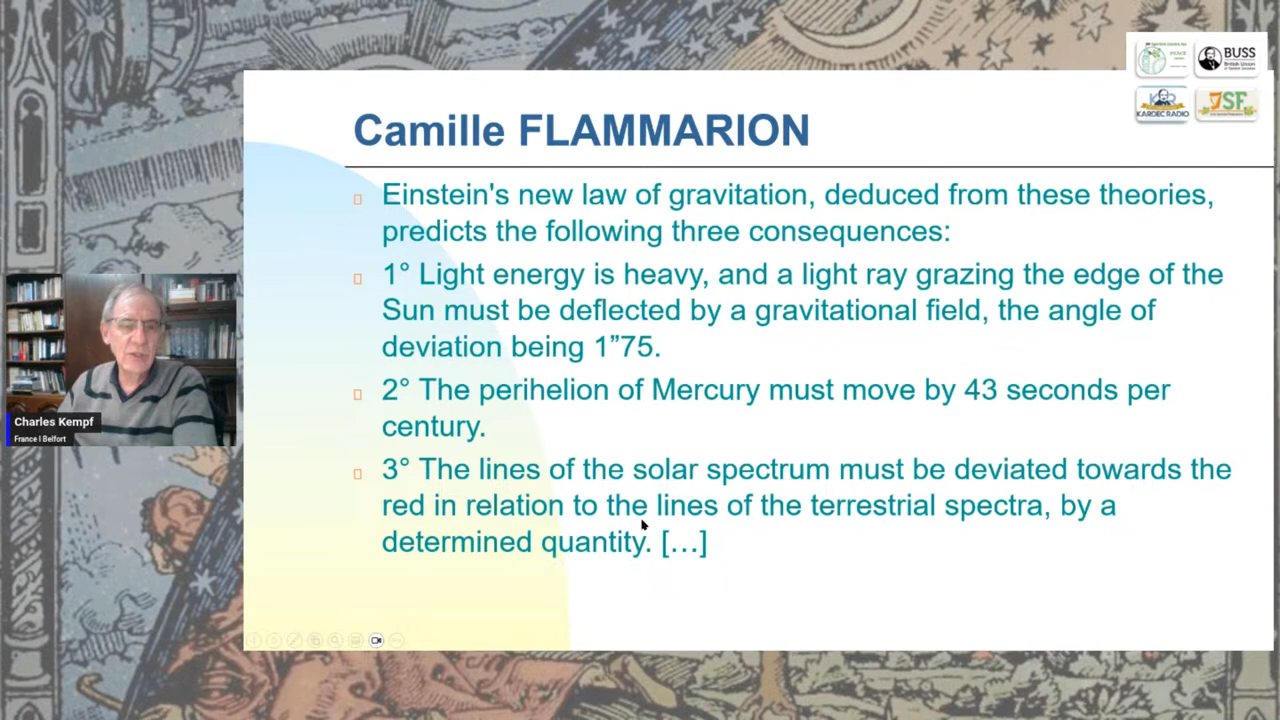 Camille FLAMMARION
Einstein's new law of gravitation, deduced from these theories,
predicts the following three consequences:
1° Light energy is heavy, and a light ray grazing the edge of the
Sun must be deflected by a gravitational field, the angle of
deviation being 1”75.
2° The perihelion of Mercury must move by 43 seconds per
century.
3° The lines of the solar spectrum must be deviated towards the
red in relation to the lines of the terrestrial spectra, by a
determined quantity. […]
Charles Kempf
France I Belfort
BUSS
British Union
KARDEC RADIO
SF